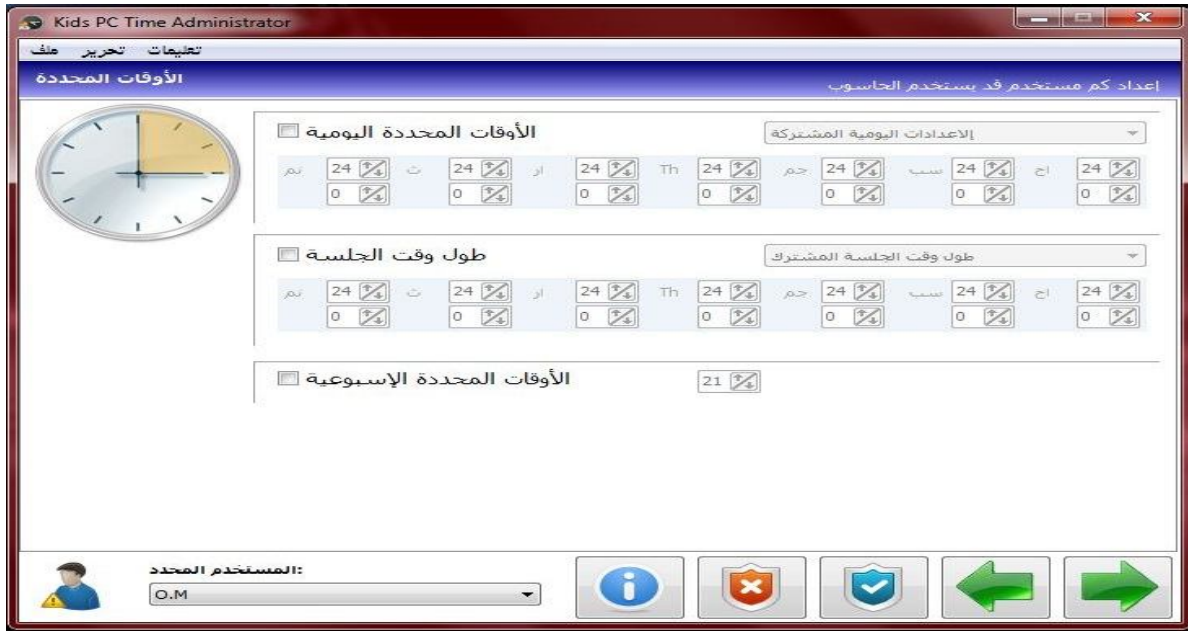 Kids PC Time Administrator
ملف تحرير تعليمات
الأوقات المحددة
إعداد كم مستخدم قد يستخدم الحاسوب
الأوقات المحددة اليومية
إلاعدادات اليومية المشتركة
نم 24 ث 24 ار 24 Th 24 جم 24 سب 24 اح 24
0 0 0 0 0 0 0
طول وقت الجلسة
طول وقت الجلسة المشترك
نم 24 ث 24 ار 24 Th 24 جم 24 سب 24 اح 24
0 0 0 0 0 0 0
الأوقات المحددة الإسبوعية 21
المستخدم المحدد:
O.M